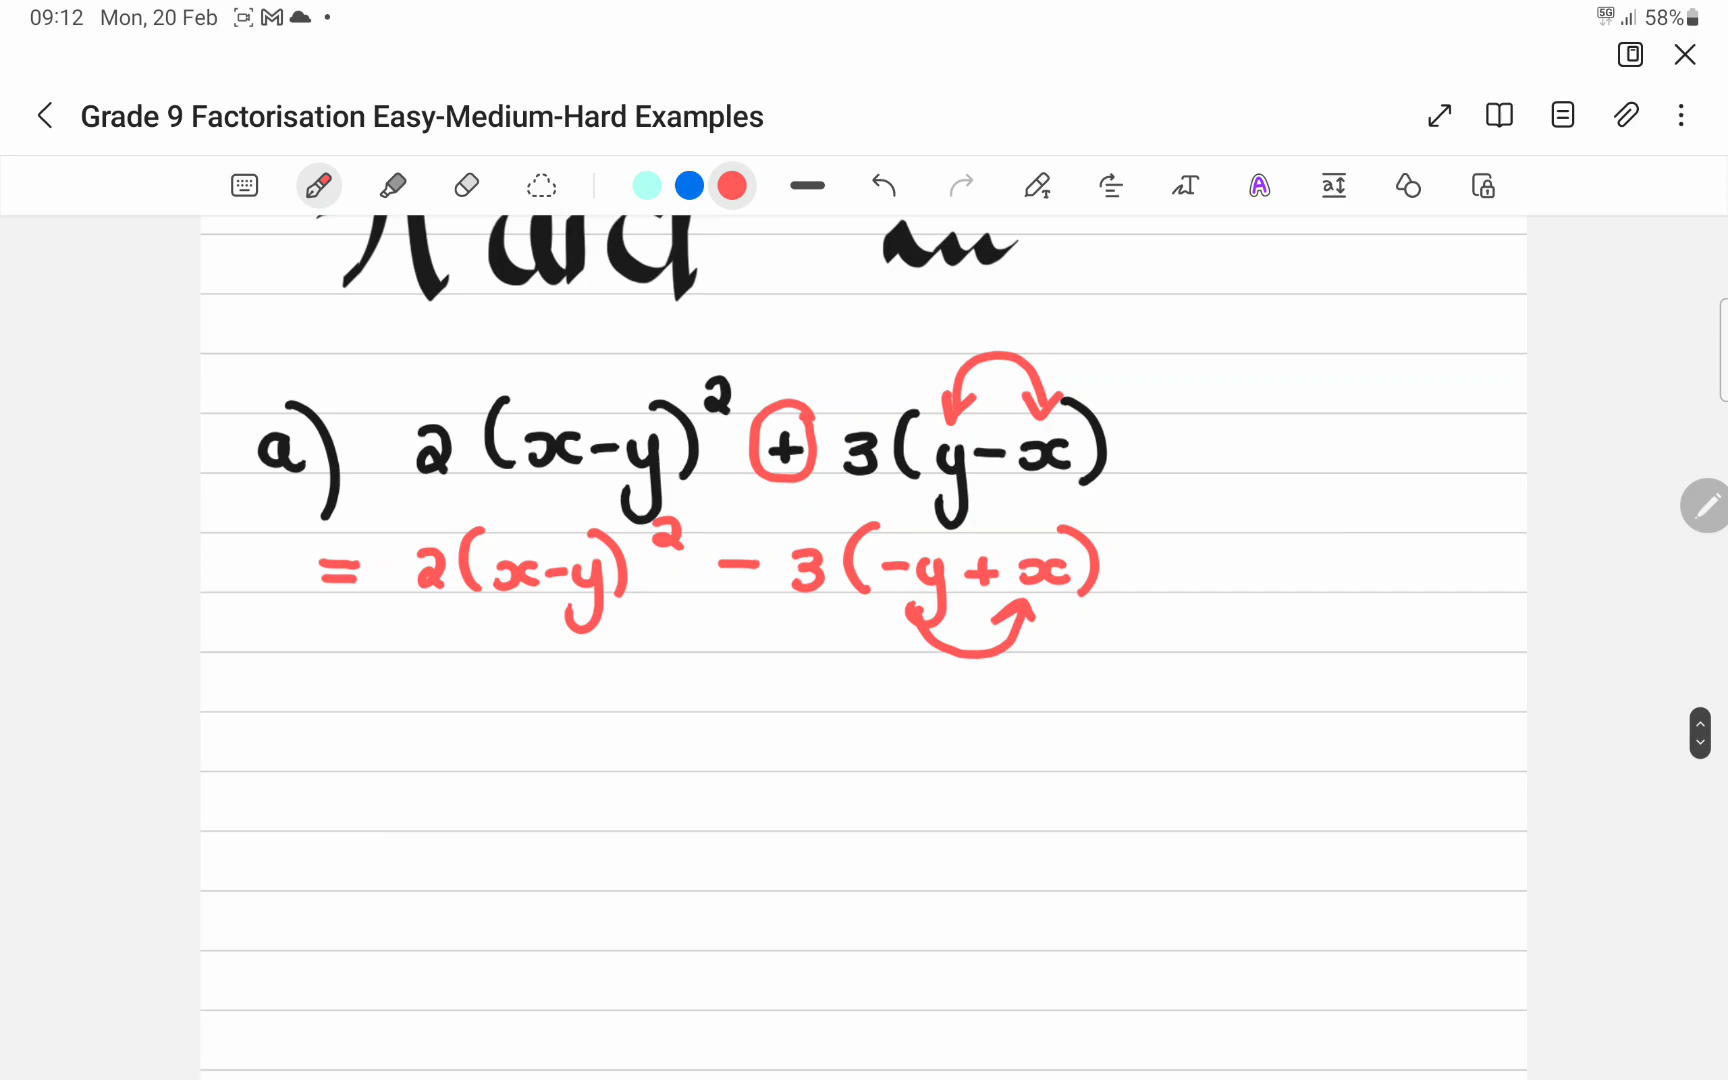 09:12 Mon, 20 Feb 58%
5G
Grade 9 Factorisation Easy-Medium-Hard Examples
a) 2(x-y)² + 3(y-x)
= 2(x-y)² - 3(-y+x)